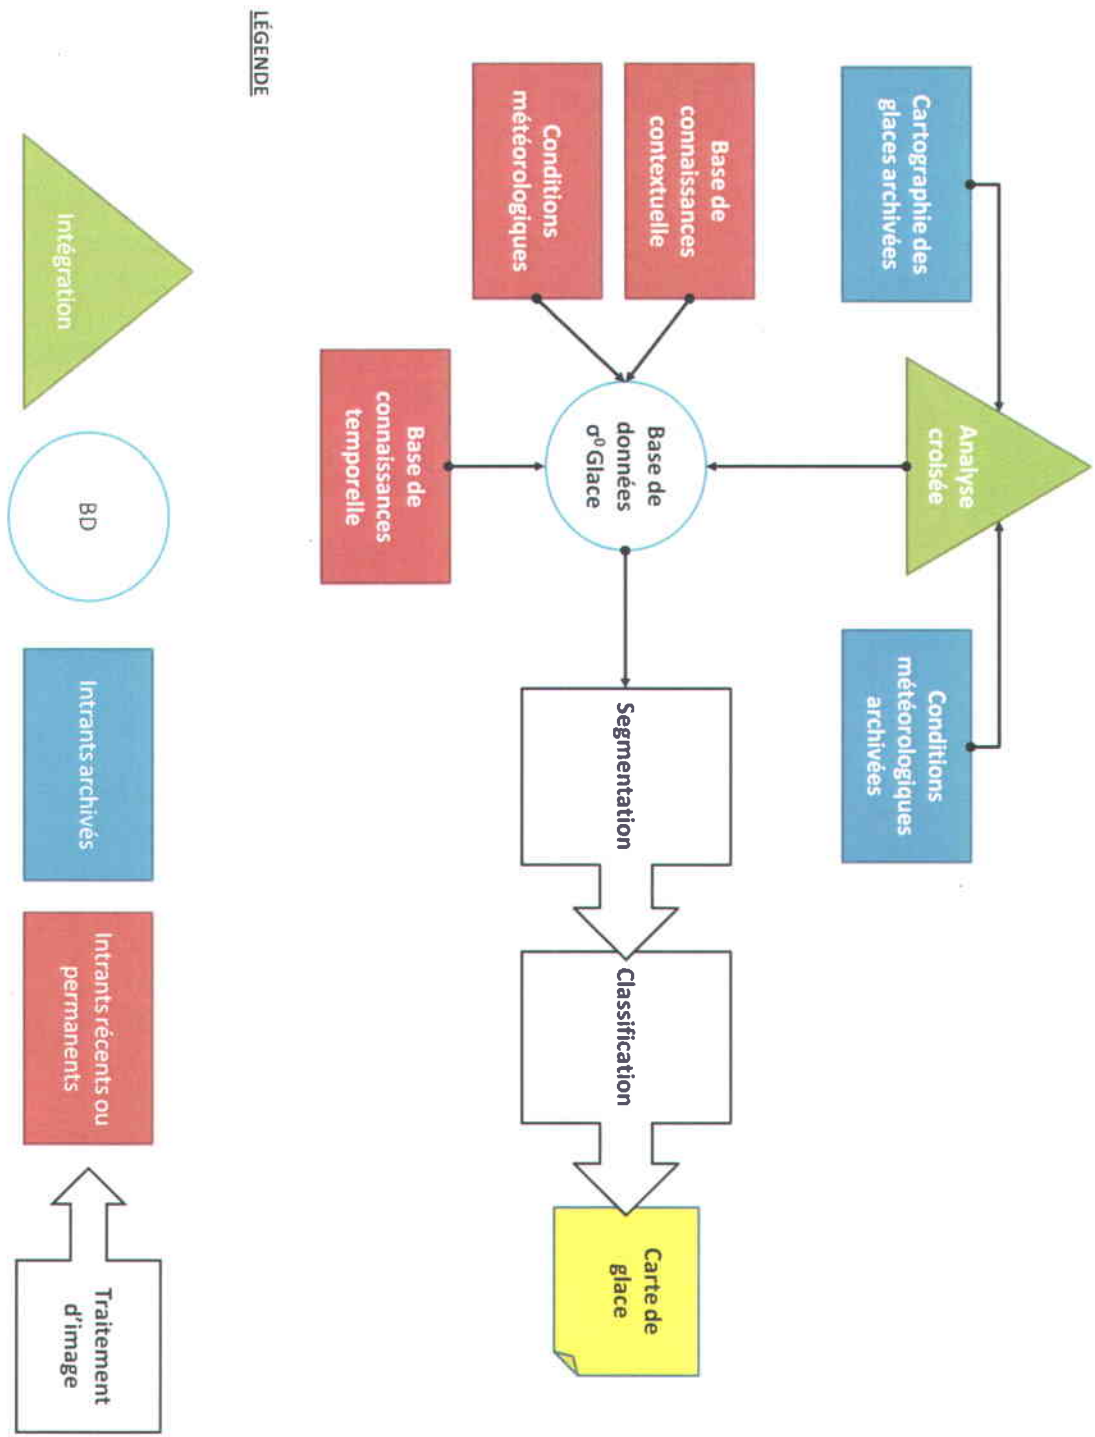 Cartographie des
glaces archivées
Analyse
croisée
Conditions
météorologiques
archivées
Base de
connaissances
contextuelle
Conditions
météorologiques
Base de
données
σ⁰ Glace
Segmentation
Classification
Carte de
glace
Base de
connaissances
temporelle
LÉGENDE
Intégration
BD
Intrants archivés
Intrants récents ou
permanents
Traitement
d'image